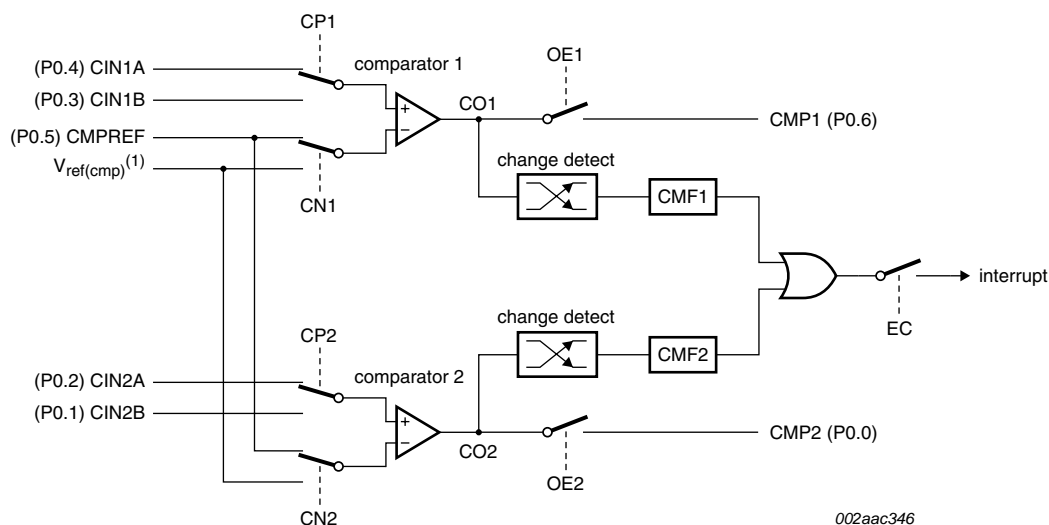 CP1
(P0.4) CIN1A
comparator 1
OE1
(P0.3) CIN1B
+
CO1
(P0.5) CMPREF
−
CMP1 (P0.6)
Vref(cmp)(1)
change detect
CN1
CMF1
interrupt
change detect
CP2
EC
CMF2
(P0.2) CIN2A
comparator 2
(P0.1) CIN2B
+
−
CMP2 (P0.0)
CO2
OE2
CN2
002aac346